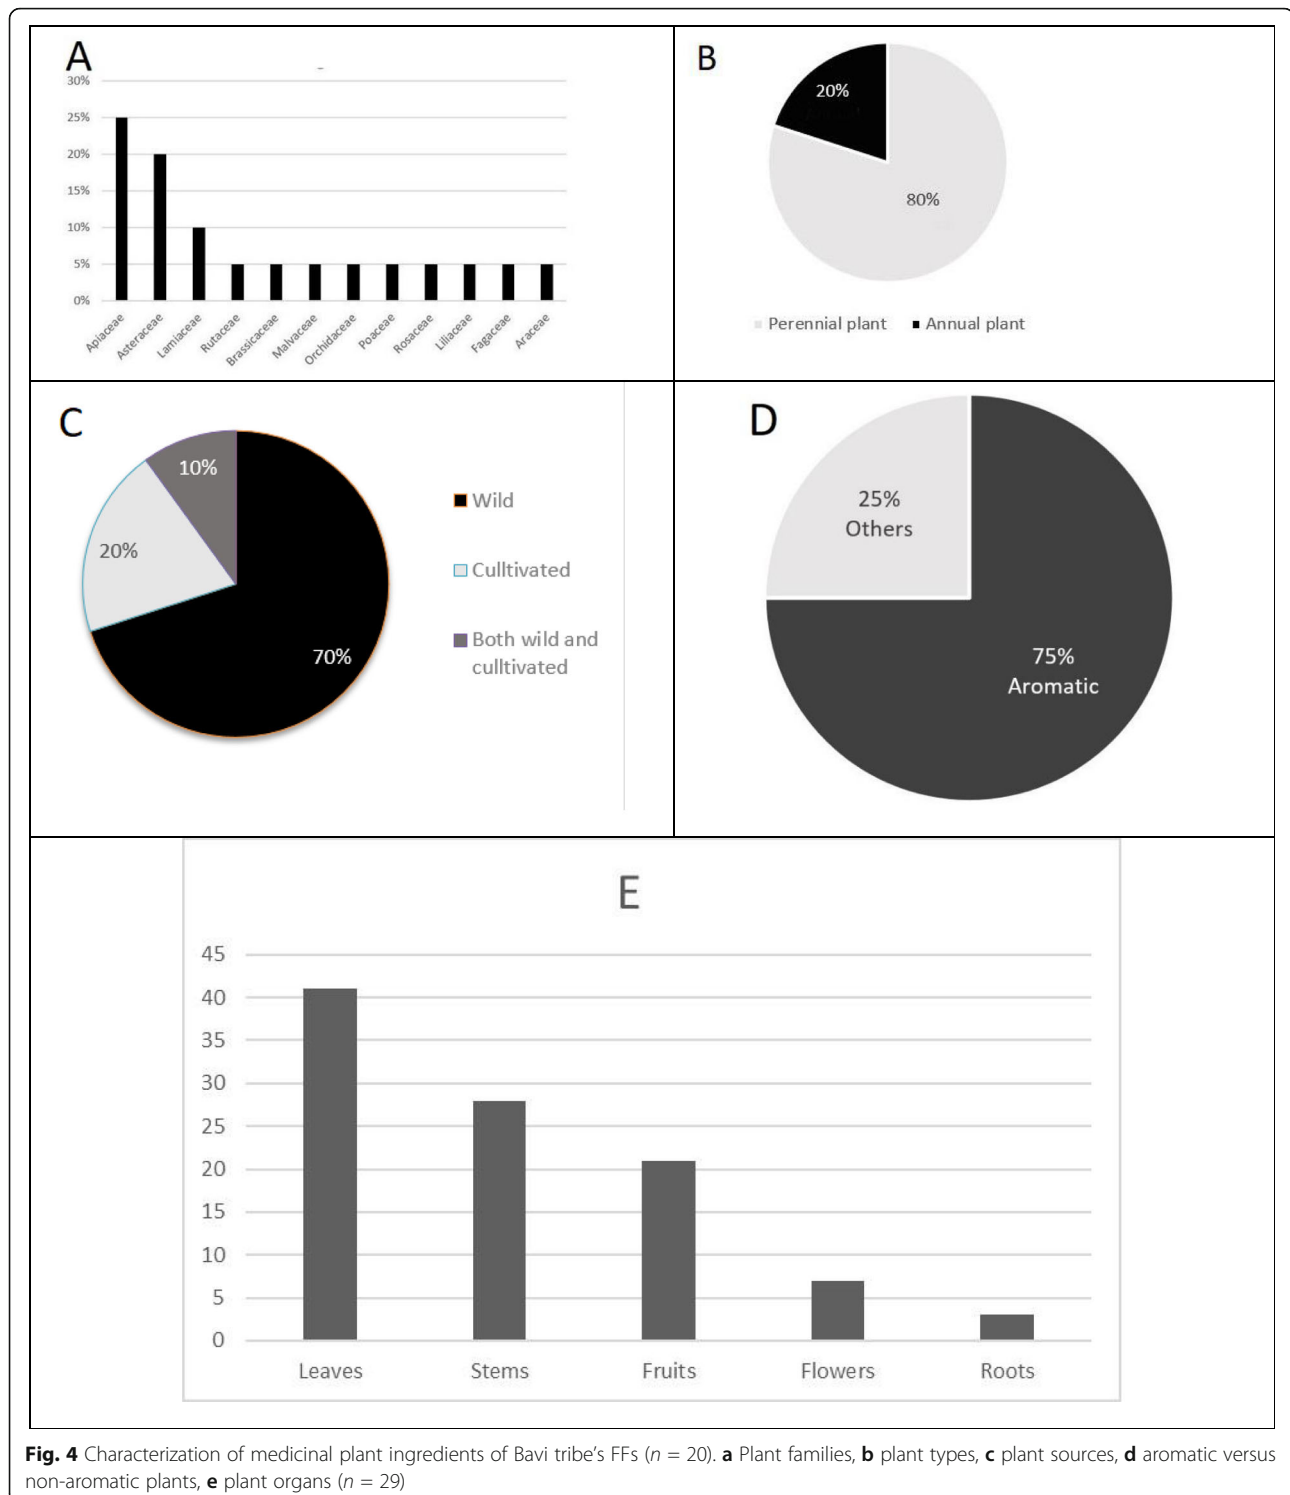 A
30%
25%
20%
15%
10%
5%
0%
Apiaceae
Asteraceae
Lamiaceae
Rutaceae
Brassicaceae
Malvaceae
Orchidaceae
Poaceae
Rosaceae
Liliaceae
Fagaceae
Araceae
B
20%
80%
Perennial plant
Annual plant
C
10%
20%
70%
Wild
Culltivated
Both wild and
culltivated
D
25%
Others
75%
Aromatic
E
45
40
35
30
25
20
15
10
5
0
Leaves
Stems
Fruits
Flowers
Roots
Fig. 4 Characterization of medicinal plant ingredients of Bavi tribe's FFs (n = 20). a Plant families, b plant types, c plant sources, d aromatic versus
non-aromatic plants, e plant organs (n = 29)